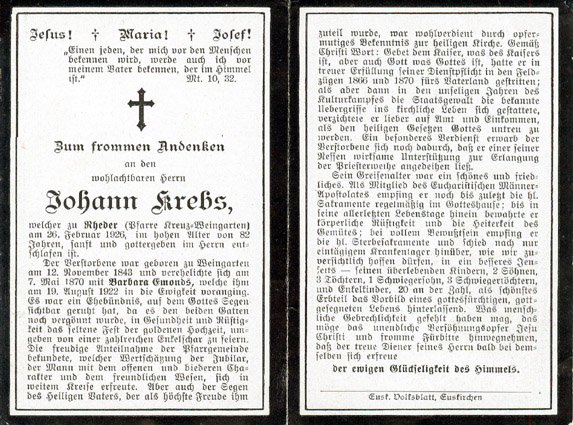 Jesus! † Maria! † Josef!
„Einen jeden, der mich vor den Menschen
bekennen wird, werde auch ich vor
meinem Vater bekennen, der im Himmel
ist.“ Mt. 10, 32.
Zum frommen Andenken
an den
wohlachtbaren Herrn
Johann Krebs,
welcher zu Rheder (Pfarre Kreuz-Weingarten)
am 26. Februar 1926, im hohen Alter von 82
Jahren, sanft und gottergeben im Herrn ent-
schlafen ist.
Der Verstorbene war geboren zu Weingarten
am 12. November 1843 und verehelichte sich am
7. Mai 1870 mit Barbara Gmonds, welche ihm
am 19. August 1922 in die Ewigkeit voranging.
Es war ein Ehebündnis, auf dem Gottes Segen
sichtbar geruht hat, da es den beiden Gatten
noch vergönnt wurde, in Gesundheit und Rüstig-
keit das seltene Fest der goldenen Hochzeit, um-
geben von einer zahlreichen Enkelschar zu feiern.
Die freudige Anteilnahme der Pfarrgemeinde
bekundete, welcher Wertschätzung der Jubilar,
der Mann mit dem offenen und biederen Cha-
rakter und dem freundlichen Wesen, sich in
weitem Kreise erfreute. Aber auch der Segen
des Heiligen Vaters, der als höchste Freude ihm
zuteil wurde, war wohlverdient durch opfer-
mutiges Bekenntnis zur heiligen Kirche. Gemäß
Christi Wort: Gebet dem Kaiser, was des Kaisers
ist, aber auch Gott was Gottes ist, hatte er in
treuer Erfüllung seiner Dienstpflicht in den Feld-
zügen 1866 und 1870 fürs Vaterland gestritten;
als aber dann in den unseligen Jahren des
Kulturkampfes die Staatsgewalt die bekannte
Uebergriffe ins kirchliche Leben sich gestattete,
verzichtete er lieber auf Amt und Einkommen,
als den heiligen Gesetzen Gottes untreu zu
werden. Ein besonderes Verdienst erwarb der
Verstorbene sich noch dadurch, daß er einer seiner
Neffen wirksame Unterstützung zur Erlangung
der Priesterweihe angedeihen ließ.
Sein Greisenalter war ein schönes und fried-
liches. Als Mitglied des Eucharistischen Männer-
Apostolates empfing er noch bis zuletzt die hl.
Sakramente regelmäßig im Gotteshause; bis in
seine allerletzten Lebenstage hinein bewahrte er
körperliche Rüstigkeit und die Heiterkeit des
Gemütes; bei vollem Bewußtsein empfing er
die hl. Sterbesakramente und schied nach nur
eintägigem Krankenlager hinüber, wie wir zu-
versichtlich hoffen dürfen, in ein besseres Jen-
seits — seinen überlebenden Kindern, 2 Söhnen,
3 Töchtern, 1 Schwiegersohn, 3 Schwiegertöchtern,
und Enkelkinder, 20 an der Zahl, als schönstes
Erbteil das Vorbild eines gottesfürchtigen, gott-
gesegneten Lebens hinterlassend. Was mensch-
liche Gebrechlichkeit gefehlt haben mag, das
möge das unendliche Versöhnungsopfer Jesu
Christi und fromme Fürbitte hinwegnehmen,
daß der treue Diener seines Herrn bald bei dem-
selben sich erfreue
der ewigen Glückseligkeit des Himmels.
Eusk. Volksblatt, Euskirchen